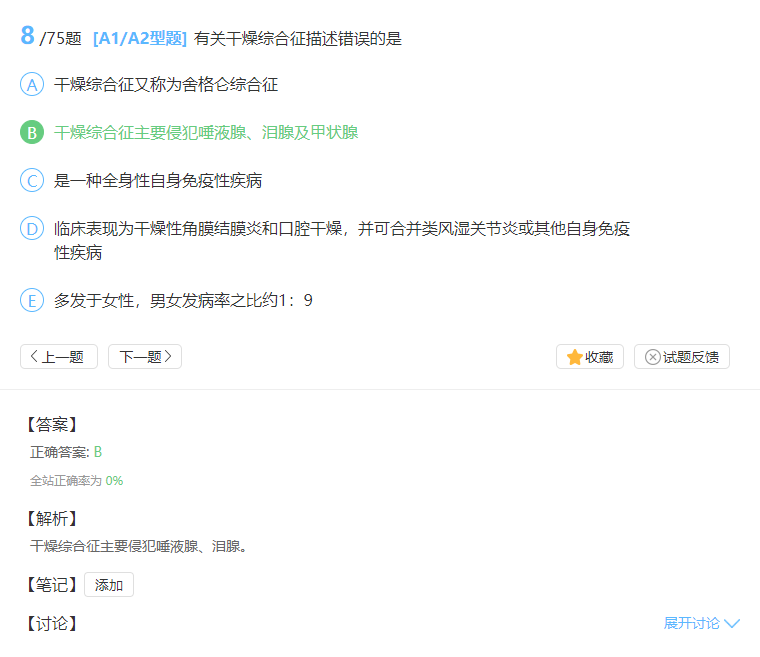 8 /75题 [A1/A2型题] 有关干燥综合征描述错误的是
A 干燥综合征又称为舍格仑综合征
B 干燥综合征主要侵犯唾液腺、泪腺及甲状腺
C 是一种全身性自身免疫性疾病
D 临床表现为干燥性角膜结膜炎和口腔干燥，并可合并类风湿关节炎或其他自身免疫
性疾病
E 多发于女性，男女发病率之比约1：9
上一题 下一题 收藏 试题反馈
【答案】
正确答案: B
全站正确率为 0%
【解析】
干燥综合征主要侵犯唾液腺、泪腺。
【笔记】 添加
【讨论】 展开讨论